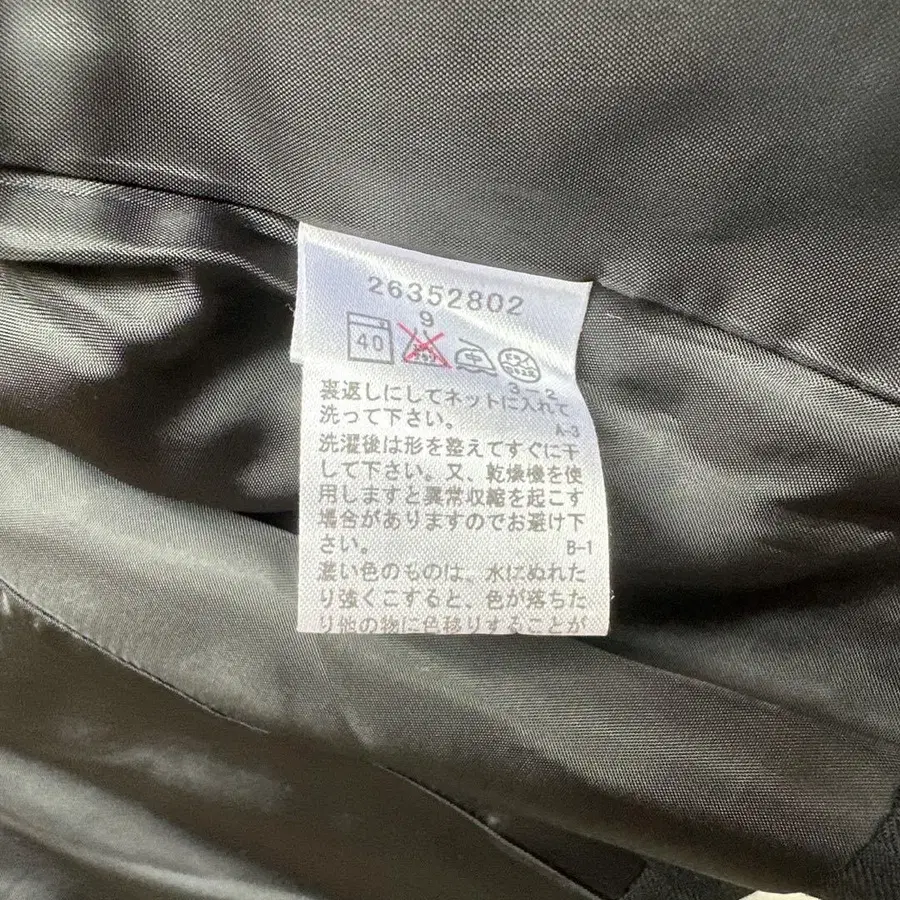 26352802
9
40
3-2
裏返しにしてネットに入れて
洗って下さい。 A-3
洗濯後は形を整えてすぐに干
して下さい。又、乾燥機を使
用しますと異常収縮を起こす
場合がありますのでお避け下
さい。 B-1
濃い色のものは、水にぬれた
り強くこすると、色が落ちた
り他の物に色移りすることが